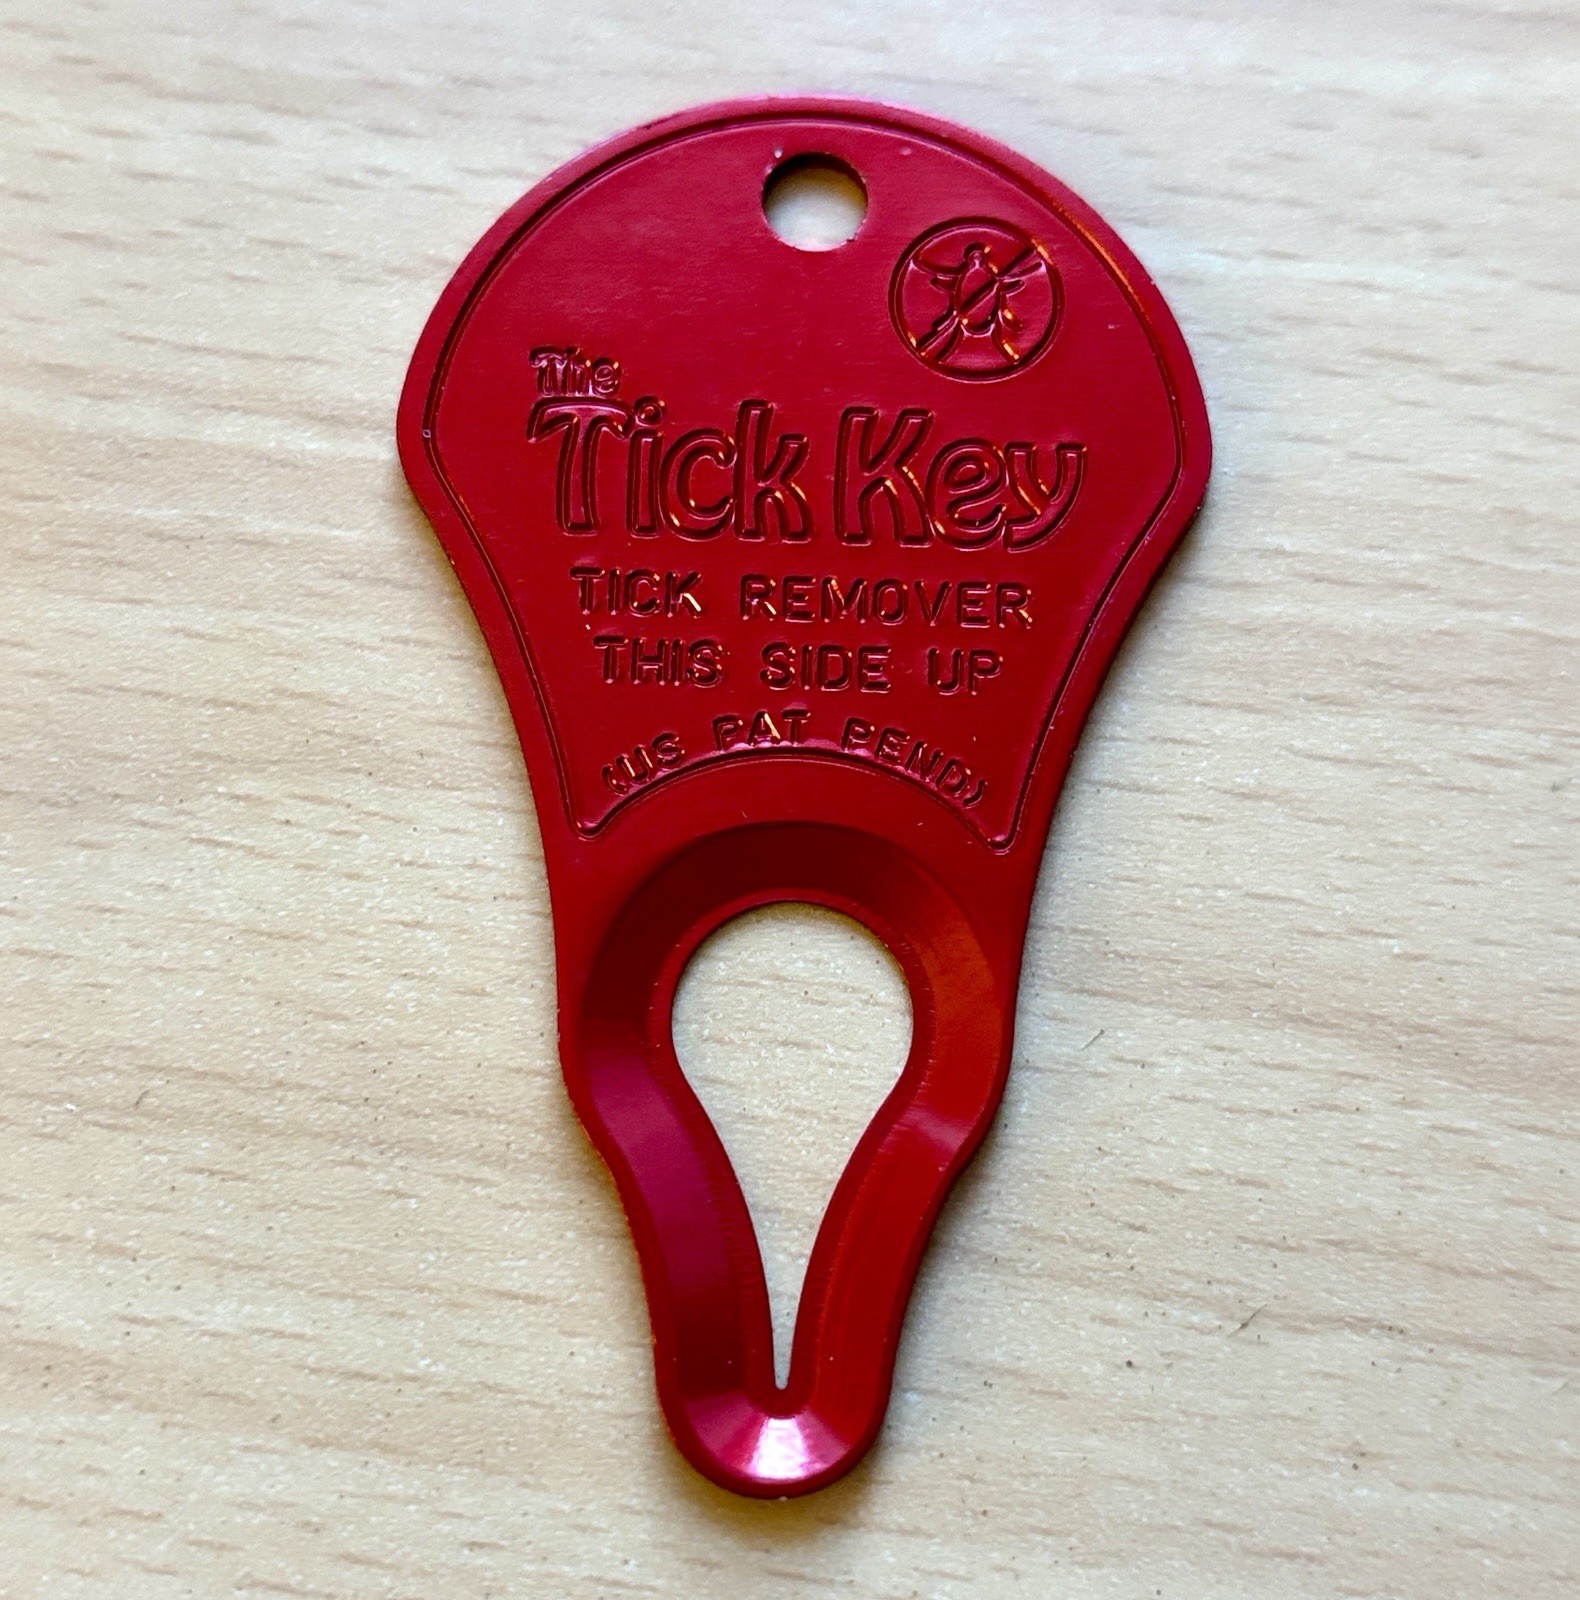 The
Tick Key
TICK REMOVER
THIS SIDE UP
(US PAT PEND)